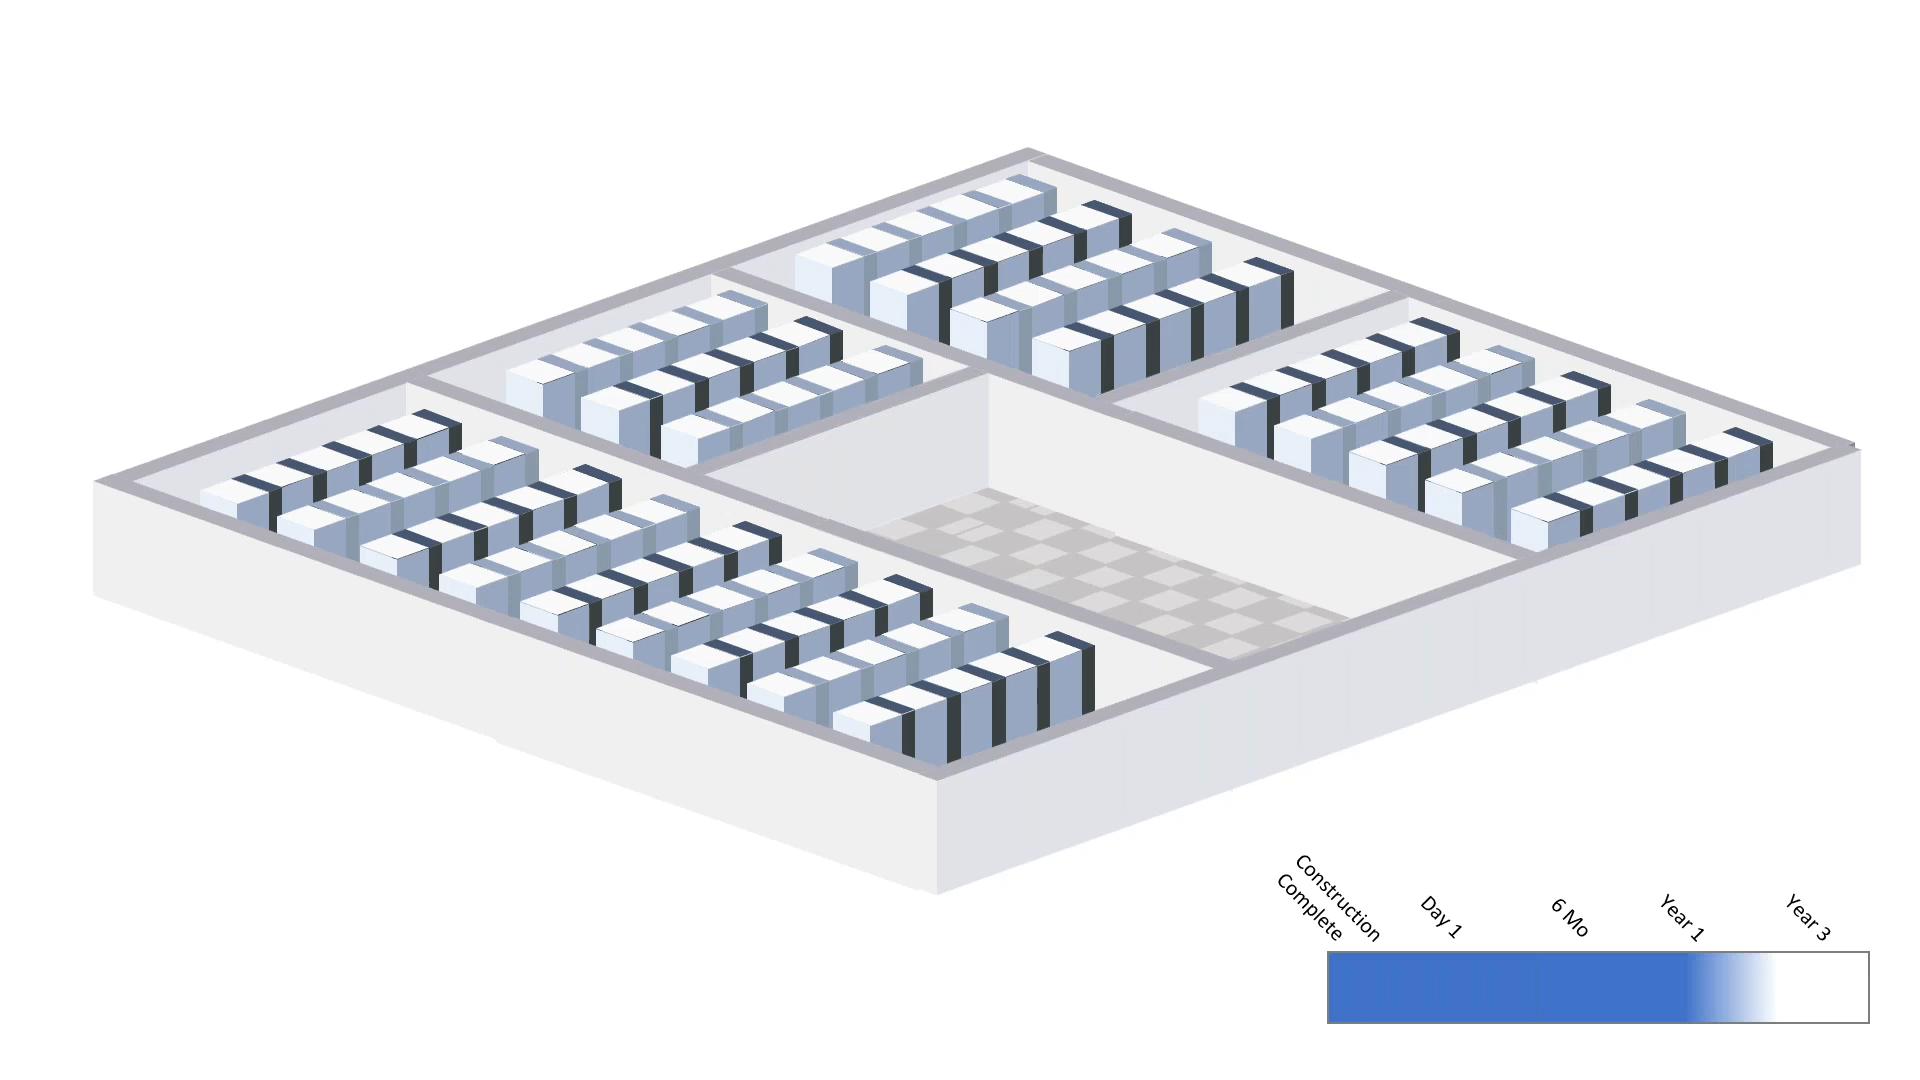 Construction
Complete
Day 1
6 Mo
Year 1
Year 3